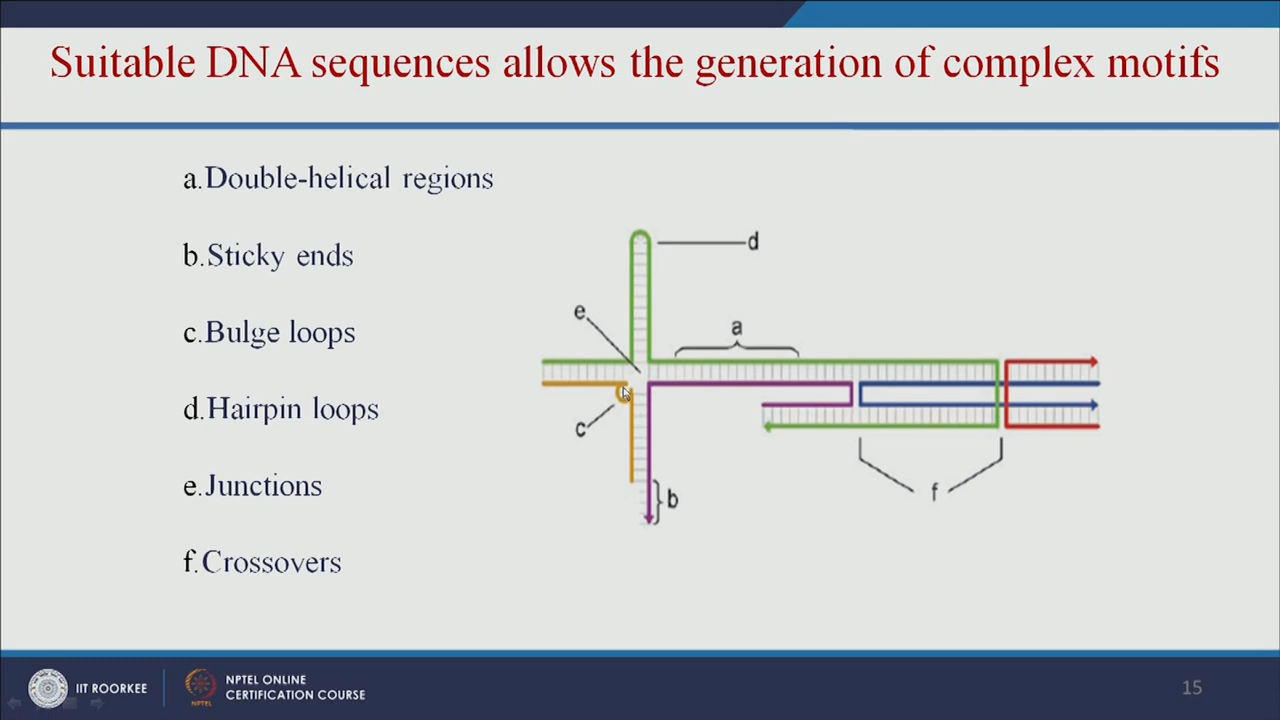 Suitable DNA sequences allows the generation of complex motifs
a.Double-helical regions
b.Sticky ends
c.Bulge loops
d.Hairpin loops
e.Junctions
f.Crossovers
d
e
a
c
b
f
IIT ROORKEE
NPTEL
NPTEL ONLINE
CERTIFICATION COURSE
15